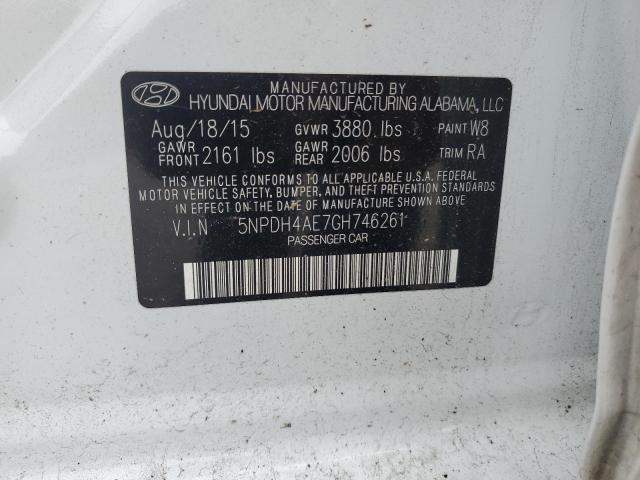 MANUFACTURED BY
HYUNDAI MOTOR MANUFACTURING ALABAMA, LLC
Aug/18/15 GVWR 3880 lbs PAINT W8
GAWR FRONT 2161 lbs GAWR REAR 2006 lbs TRIM RA
THIS VEHICLE CONFORMS TO ALL APPLICABLE U.S.A. FEDERAL
MOTOR VEHICLE SAFETY, BUMPER, AND THEFT PREVENTION
STANDARDS IN EFFECT ON THE DATE OF MANUFACTURE SHOWN ABOVE
V.I.N 5NPDH4AE7GH746261
PASSENGER CAR